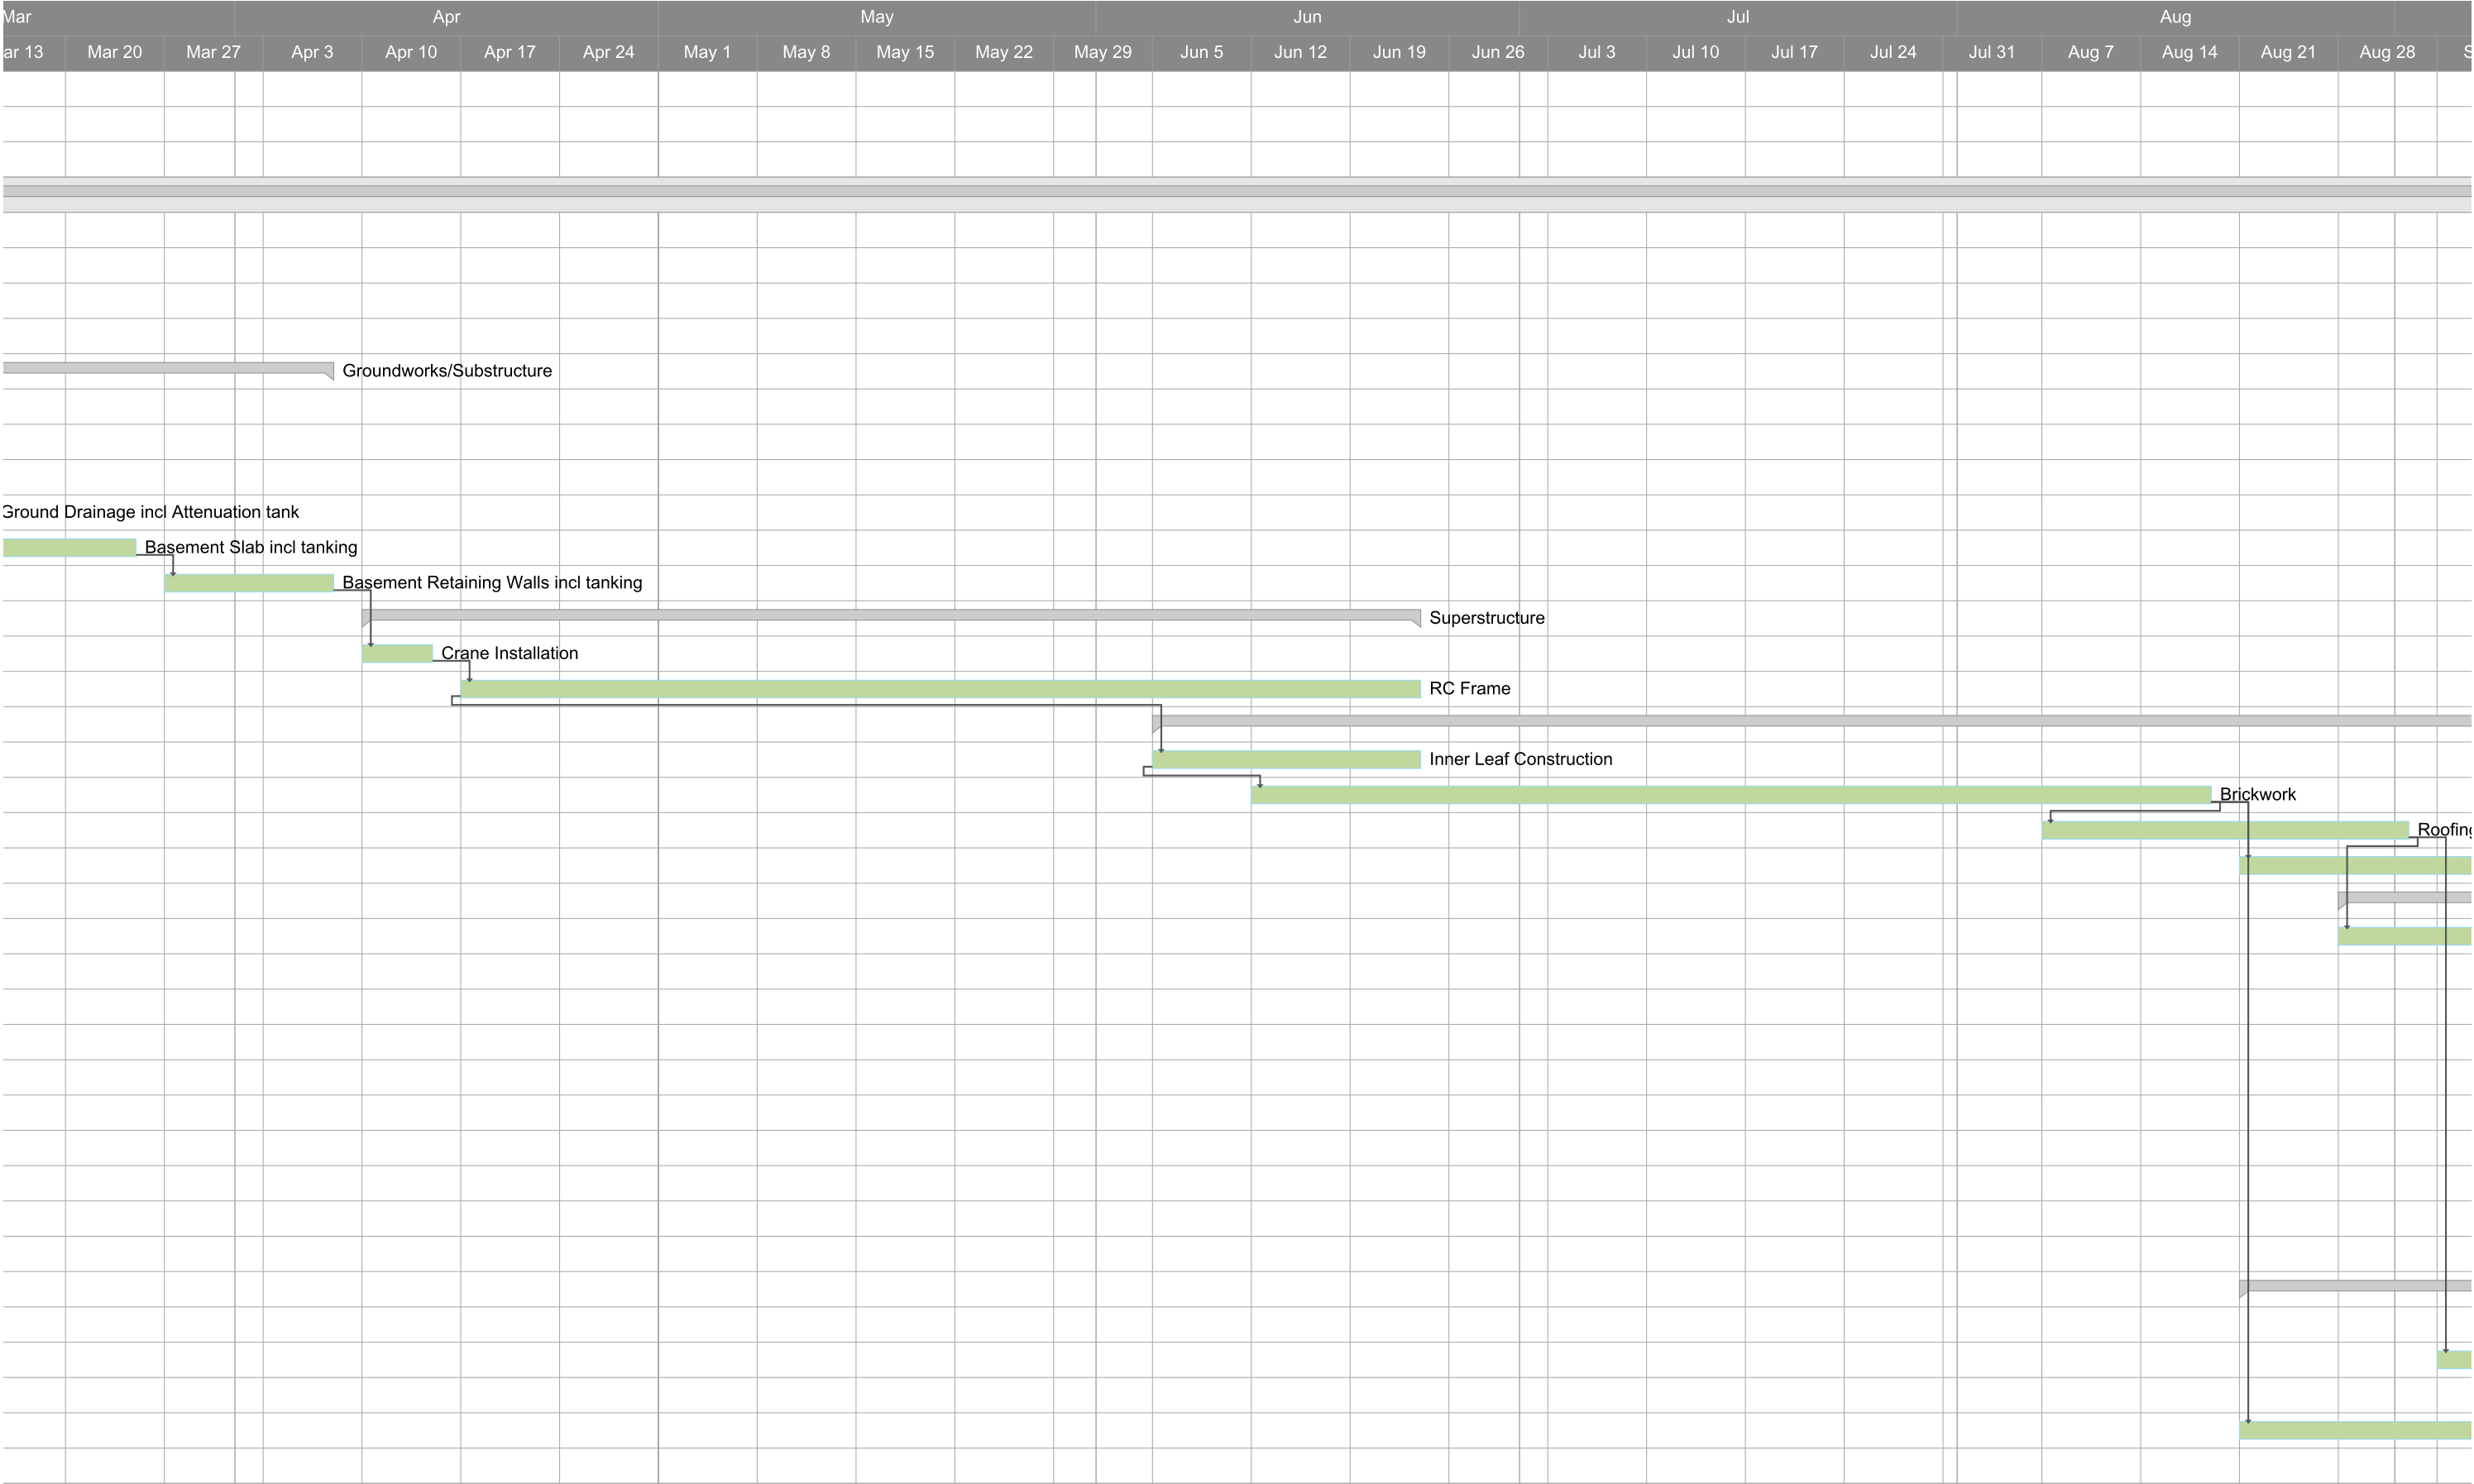 Mar Apr May Jun Jul Aug
ar 13 Mar 20 Mar 27 Apr 3 Apr 10 Apr 17 Apr 24 May 1 May 8 May 15 May 22 May 29 Jun 5 Jun 12 Jun 19 Jun 26 Jul 3 Jul 10 Jul 17 Jul 24 Jul 31 Aug 7 Aug 14 Aug 21 Aug 28 S
Groundworks/Substructure
Ground Drainage incl Attenuation tank
Basement Slab incl tanking
Basement Retaining Walls incl tanking
Superstructure
Crane Installation
RC Frame
Inner Leaf Construction
Brickwork
Roofing